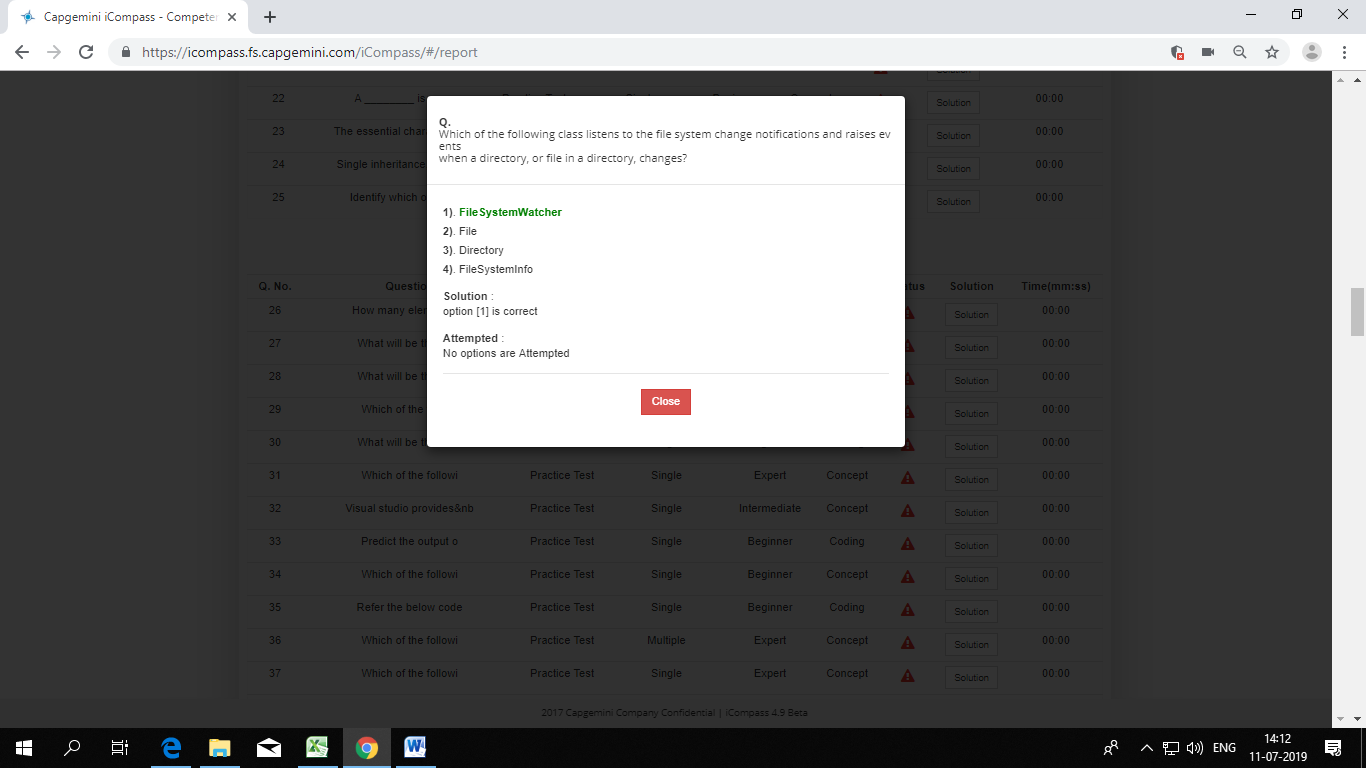 Capgemini iCompass - Competer
https://icompass.fs.capgemini.com/iCompass/#/report
Solution
22 A ________ is Solution 00:00
23 The essential char Solution 00:00
24 Single inheritance Solution 00:00
25 Identify which o Solution 00:00
Q.
Which of the following class listens to the file system change notifications and raises ev
ents
when a directory, or file in a directory, changes?
1). FileSystemWatcher
2). File
3). Directory
4). FileSystemInfo
Solution :
option [1] is correct
Attempted :
No options are Attempted
Close
Q. No. Questio tus Solution Time(mm:ss)
26 How many eler Solution 00:00
27 What will be t Solution 00:00
28 What will be t Solution 00:00
29 Which of the Solution 00:00
30 What will be t Solution 00:00
31 Which of the followi Practice Test Single Expert Concept Solution 00:00
32 Visual studio provides&nb Practice Test Single Intermediate Concept Solution 00:00
33 Predict the output o Practice Test Single Beginner Coding Solution 00:00
34 Which of the followi Practice Test Single Beginner Concept Solution 00:00
35 Refer the below code Practice Test Single Beginner Coding Solution 00:00
36 Which of the followi Practice Test Multiple Expert Concept Solution 00:00
37 Which of the followi Practice Test Single Expert Concept Solution 00:00
2017 Capgemini Company Confidential | iCompass 4.9 Beta
ENG
14:12
11-07-2019